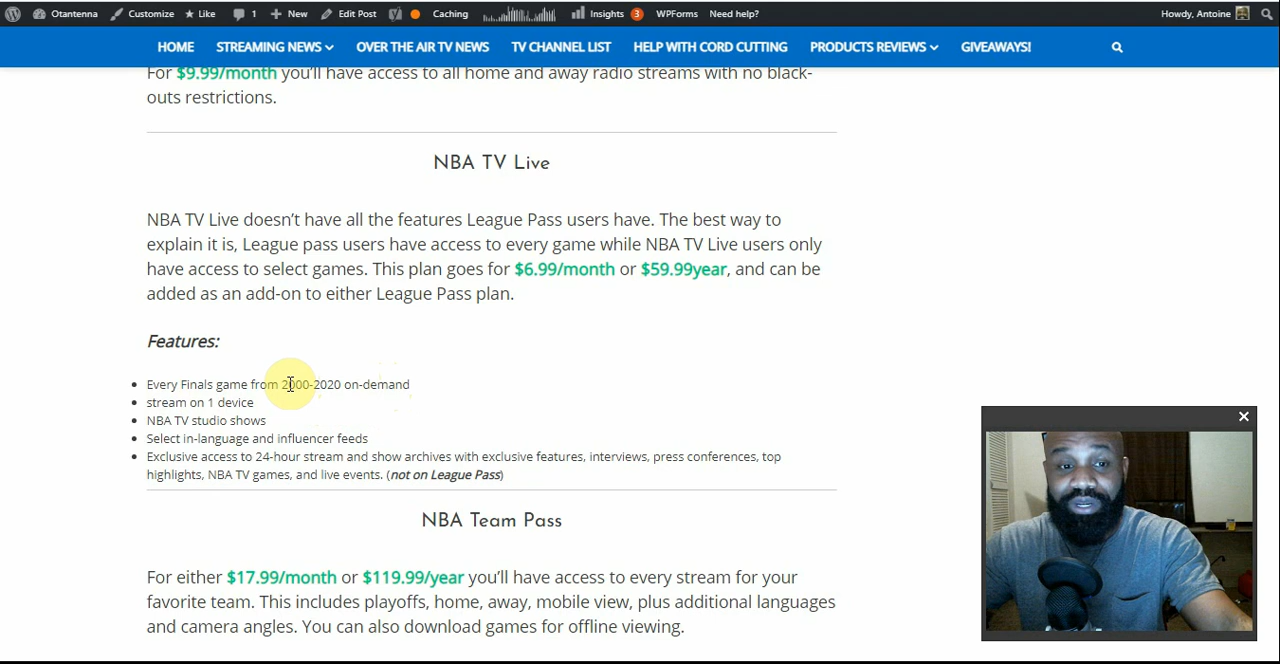 Otantenna Customize Like 1 New Edit Post Caching Insights 3 WPForms Need help? Howdy, Antoine
HOME STREAMING NEWS OVER THE AIR TV NEWS TV CHANNEL LIST HELP WITH CORD CUTTING PRODUCTS REVIEWS GIVEAWAYS!
For $9.99/month you'll have access to all home and away radio streams with no black-
outs restrictions.
NBA TV Live
NBA TV Live doesn't have all the features League Pass users have. The best way to
explain it is, League pass users have access to every game while NBA TV Live users only
have access to select games. This plan goes for $6.99/month or $59.99year, and can be
added as an add-on to either League Pass plan.
Features:
Every Finals game from 2000-2020 on-demand
stream on 1 device
NBA TV studio shows
Select in-language and influencer feeds
Exclusive access to 24-hour stream and show archives with exclusive features, interviews, press conferences, top
highlights, NBA TV games, and live events. (not on League Pass)
NBA Team Pass
For either $17.99/month or $119.99/year you'll have access to every stream for your
favorite team. This includes playoffs, home, away, mobile view, plus additional languages
and camera angles. You can also download games for offline viewing.